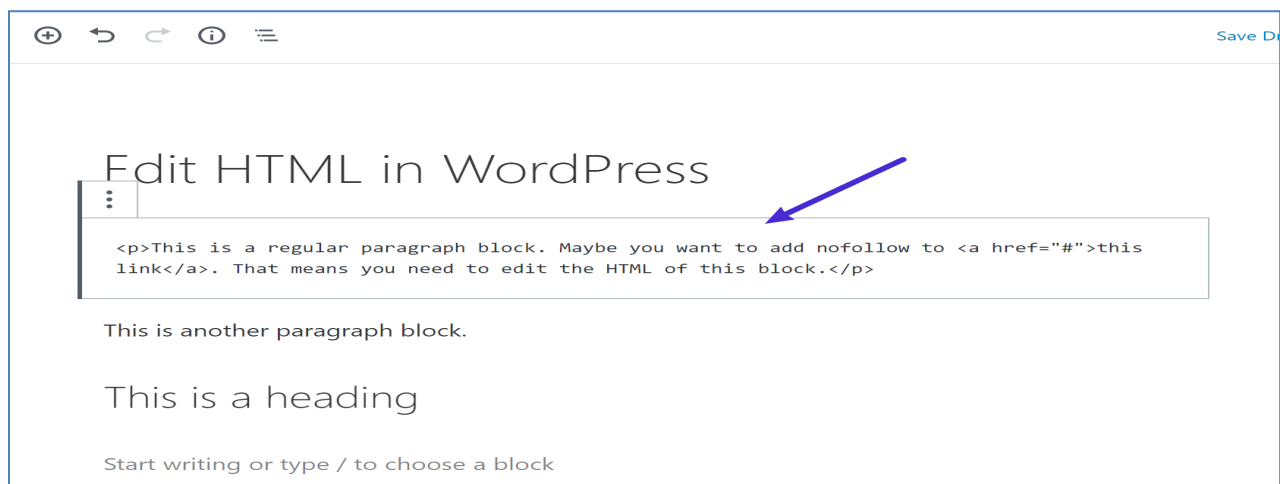 Save Dr
Edit HTML in WordPress
<p>This is a regular paragraph block. Maybe you want to add nofollow to <a href="#">this
link</a>. That means you need to edit the HTML of this block.</p>
This is another paragraph block.
This is a heading
Start writing or type / to choose a block